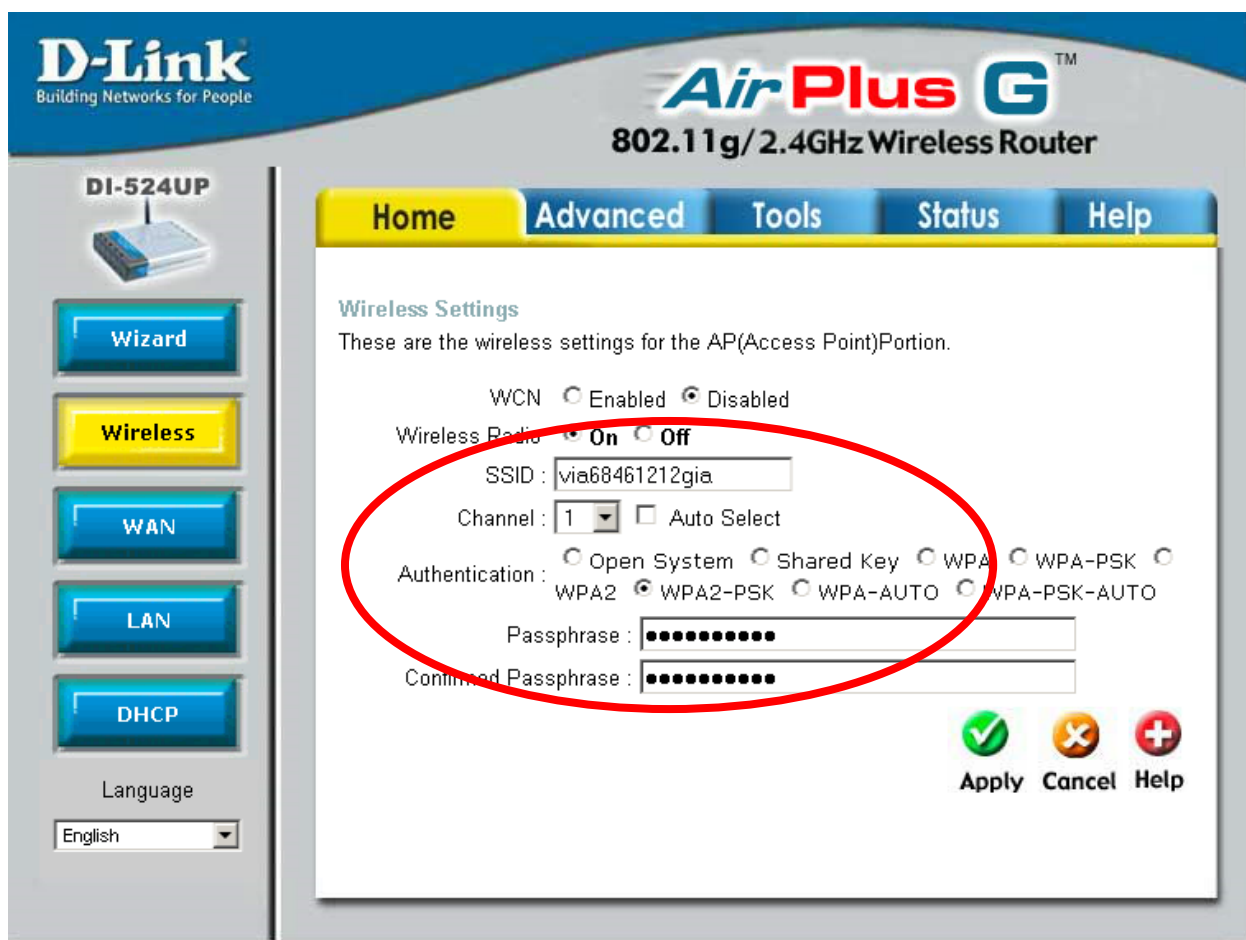 D-Link
Building Networks for People
AirPlus G™
802.11g/2.4GHz Wireless Router
DI-524UP
Home Advanced Tools Status Help
Wizard
Wireless
WAN
LAN
DHCP
Language
English
Wireless Settings
These are the wireless settings for the AP(Access Point)Portion.
WCN Enabled Disabled
Wireless Radio On Off
SSID : via68461212gia
Channel : 1 Auto Select
Authentication : Open System Shared Key WPA WPA-PSK
WPA2 WPA2-PSK WPA-AUTO WPA-PSK-AUTO
Passphrase : ●●●●●●●●●●
Confirmed Passphrase : ●●●●●●●●●●
Apply Cancel Help